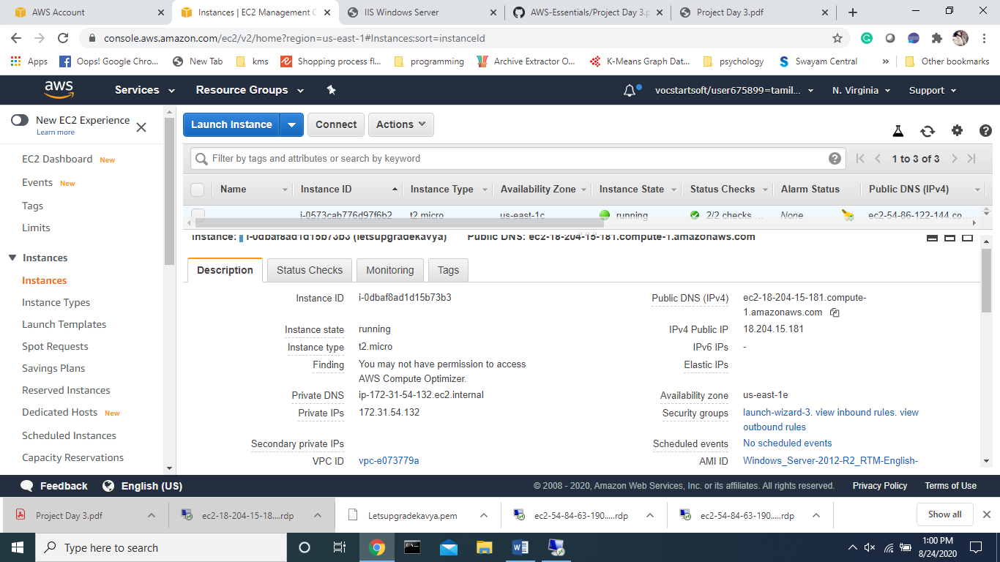 AWS Account
Instances | EC2 Management C
IIS Windows Server
AWS-Essentials/Project Day 3.p
Project Day 3.pdf
console.aws.amazon.com/ec2/v2/home?region=us-east-1#Instances:sort=instanceId
Apps
Oops! Google Chro...
New Tab
kms
Shopping process fl...
programming
Archive Extractor O...
K-Means Graph Dat...
psychology
Swayam Central
»
Other bookmarks
aws
Services
Resource Groups
vocstartsoft/user675899=tamil...
N. Virginia
Support
New EC2 Experience
Learn more
EC2 Dashboard New
Events New
Tags
Limits
Instances
Instances
Instance Types
Launch Templates
Spot Requests
Savings Plans
Reserved Instances
Dedicated Hosts New
Scheduled Instances
Capacity Reservations
Launch Instance
Connect
Actions
Filter by tags and attributes or search by keyword
1 to 3 of 3
Name
Instance ID
Instance Type
Availability Zone
Instance State
Status Checks
Alarm Status
Public DNS (IPv4)
i-0573cab776d97f6b2
t2.micro
us-east-1c
running
2/2 checks ...
None
ec2-54-86-122-144.co...
Instance: i-0dbaf8ad1d15b73b3 (letsupgradekavya) Public DNS: ec2-18-204-15-181.compute-1.amazonaws.com
Description
Status Checks
Monitoring
Tags
Instance ID i-0dbaf8ad1d15b73b3
Instance state running
Instance type t2.micro
Finding You may not have permission to access
AWS Compute Optimizer.
Private DNS ip-172-31-54-132.ec2.internal
Private IPs 172.31.54.132
Secondary private IPs
VPC ID vpc-e073779a
Public DNS (IPv4) ec2-18-204-15-181.compute-
1.amazonaws.com
IPv4 Public IP 18.204.15.181
IPv6 IPs -
Elastic IPs
Availability zone us-east-1e
Security groups launch-wizard-3. view inbound rules. view
outbound rules
Scheduled events No scheduled events
AMI ID Windows_Server-2012-R2_RTM-English-
Feedback
English (US)
© 2008 - 2020, Amazon Web Services, Inc. or its affiliates. All rights reserved.
Privacy Policy
Terms of Use
Project Day 3.pdf
ec2-18-204-15-18....rdp
Letsupgradekavya.pem
ec2-54-84-63-190.....rdp
ec2-54-84-63-190.....rdp
Show all
Type here to search
1:00 PM
8/24/2020